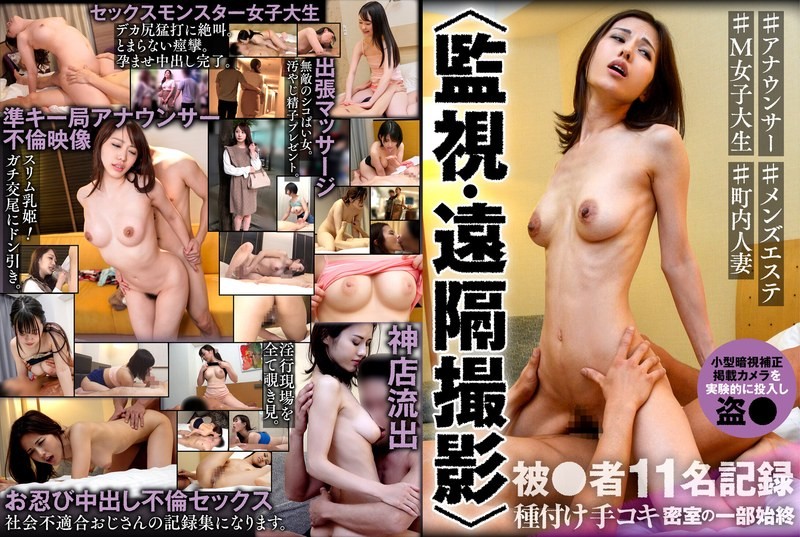 セックスモンスター女子大生
デカ尻猛打に絶叫。
とまらない痙攣。
孕ませ中出し完了。
出張マッサージ
無敵のシコぱい女。
汚やじ精子プレゼント。
準キー局アナウンサー
不倫映像
スリム乳姫！
ガチ交尾にドン引き。
神店流出
淫行現場を
全て覗き見。
お忍び中出し不倫セックス
社会不適合おじさんの記録集になります。
〈監視・遠隔撮影〉
#アナウンサー
#M女子大生
#メンズエステ
#町内人妻
小型暗視補正
掲載カメラを
実験的に投入し
盗●
被●者11名記録
種付け手コキ 密室の一部始終